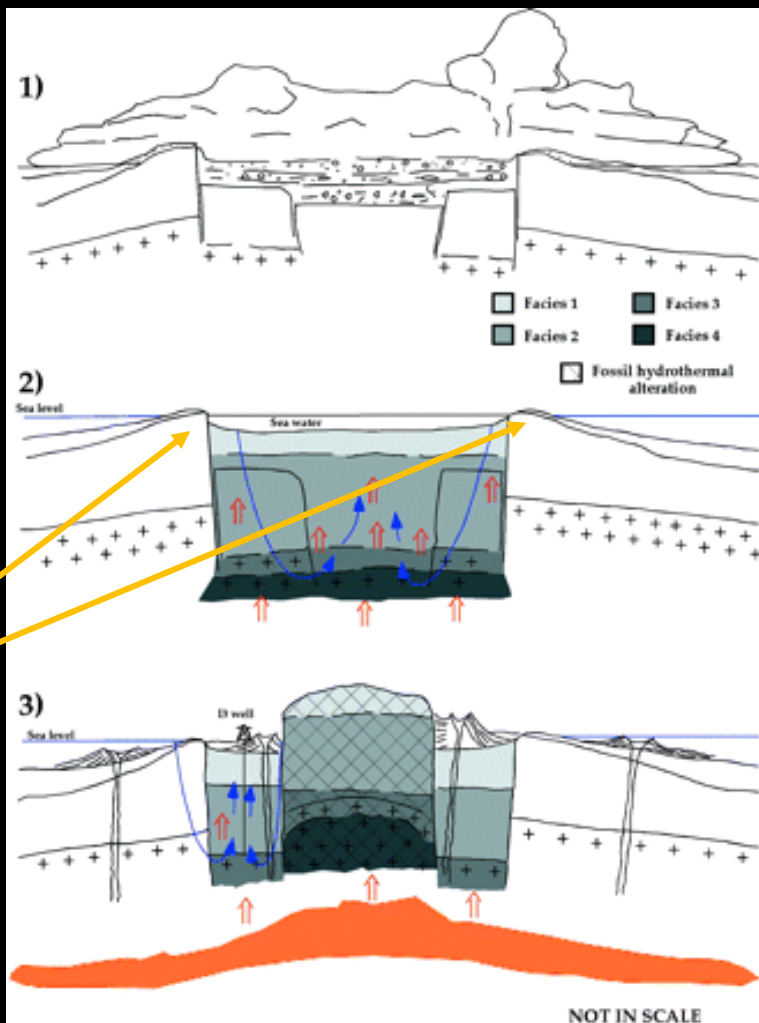 1)
Facies 1 Facies 3
Facies 2 Facies 4
Fossil hydrothermal
alteration
2)
Sea level
Sea water
3)
D well
Sea level
NOT IN SCALE